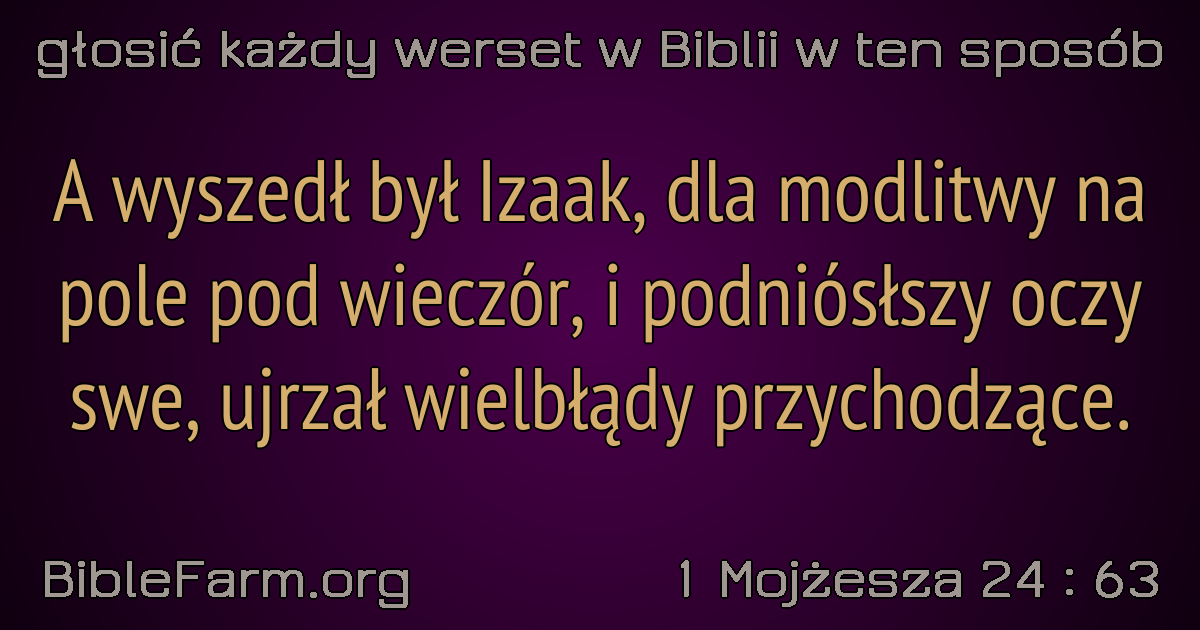 głosić każdy werset w Biblii w ten sposób
A wyszedł był Izaak, dla modlitwy na
pole pod wieczór, i podniósłszy oczy
swe, ujrzał wielbłądy przychodzące.
BibleFarm.org
1 Mojżesza 24 : 63